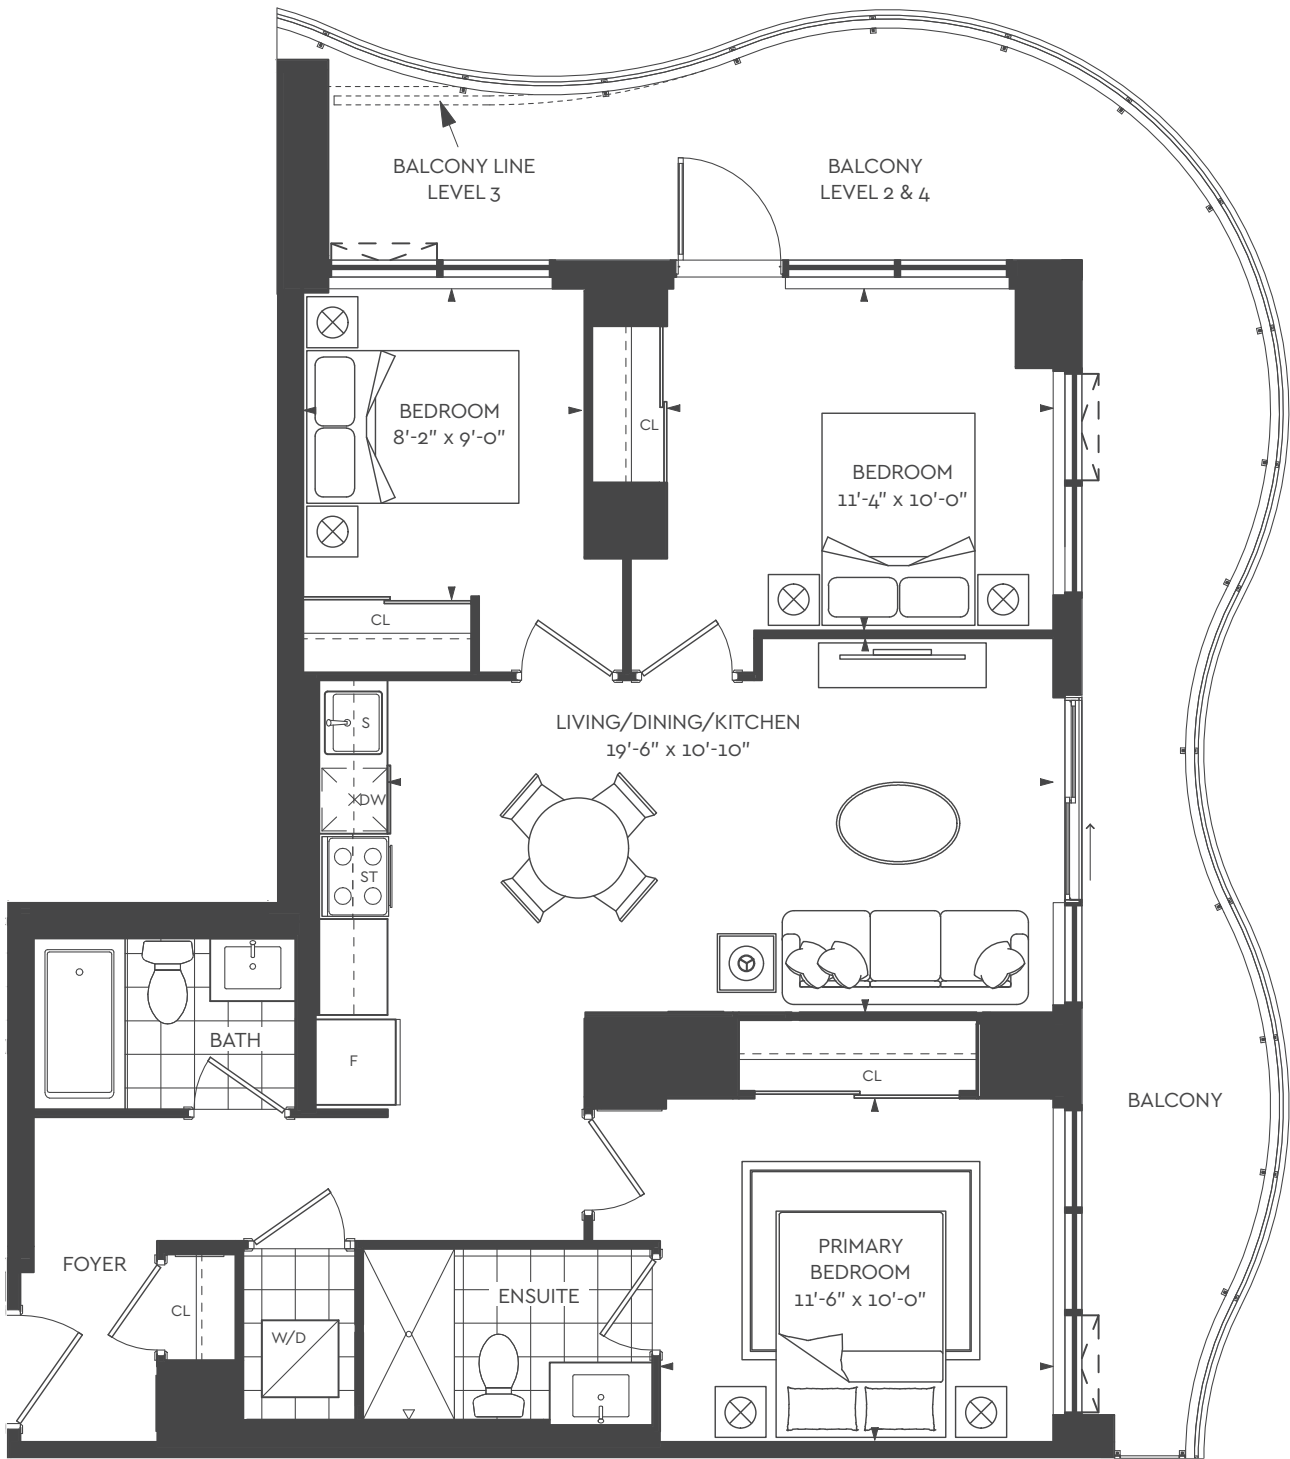 BALCONY LINE
LEVEL 3
BALCONY
LEVEL 2 & 4
BEDROOM
8'-2" x 9'-0"
CL
BEDROOM
11'-4" x 10'-0"
CL
LIVING/DINING/KITCHEN
19'-6" x 10'-10"
S
DW
ST
F
BATH
CL
BALCONY
FOYER
CL
W/D
ENSUITE
PRIMARY
BEDROOM
11'-6" x 10'-0"